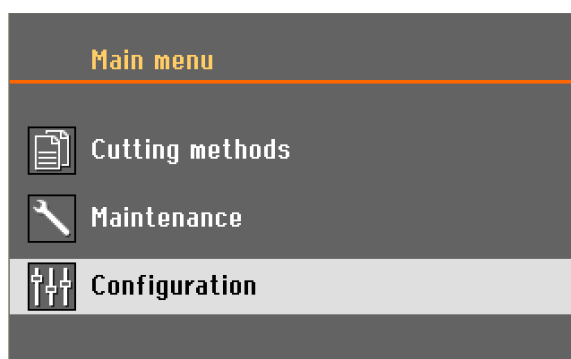 Main menu
Cutting methods
Maintenance
Configuration